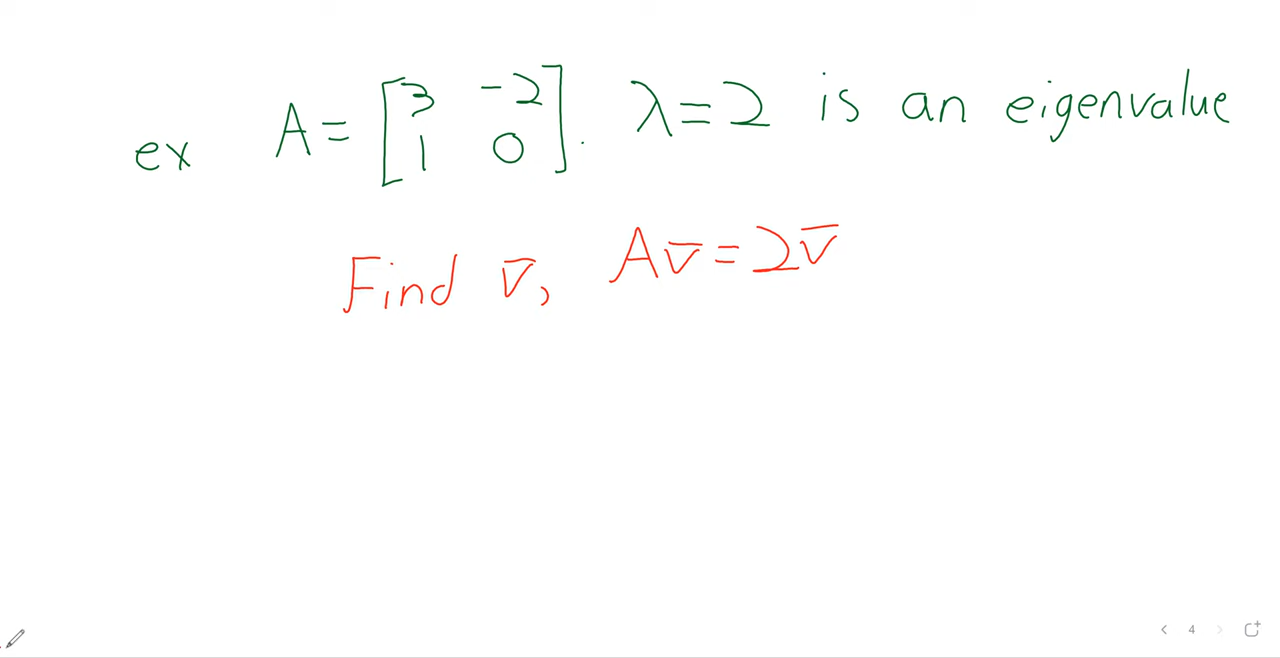 ex A = [3 -2; 1 0]. λ = 2 is an eigenvalue
Find v̄, Av̄ = 2v̄
4